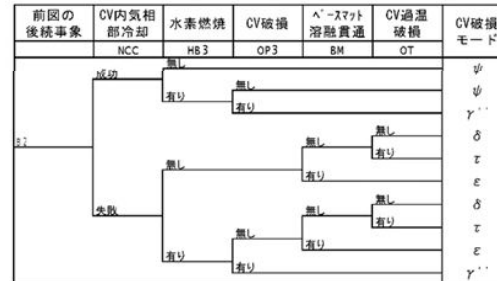 前図の
後続事象
CV内気相
部冷却
水素燃焼
CV破損
ベースマット
溶融貫通
CV過温
破損
CV破損
モード
NCC
HB3
OP3
BM
OT
無し
ψ
成功
無し
ψ
有り
有り
γ''
無し
δ
無し
有り
τ
無し
有り
ε
無し
δ
失敗
無し
有り
τ
無し
有り
ε
有り
有り
γ''